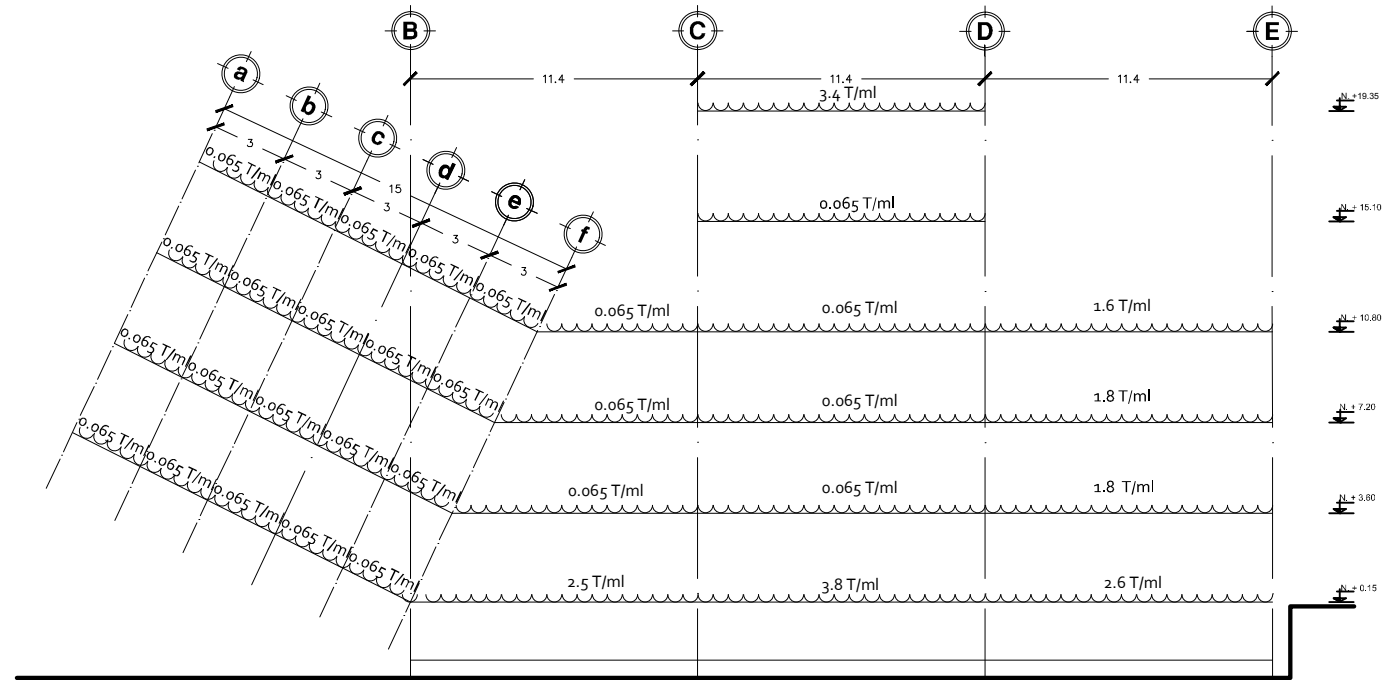 B C D E
11.4 11.4 11.4
a b c d e f
3 3 3 3 3
15
3.4 T/ml
N. +19.35
0.065 T/ml
N. + 15.10
0.065 T/ml 0.065 T/ml 0.065 T/ml 0.065 T/ml 0.065 T/ml
0.065 T/ml 0.065 T/ml 1.6 T/ml
N. + 10.80
0.065 T/ml 0.065 T/ml 0.065 T/ml 0.065 T/ml 0.065 T/ml
0.065 T/ml 0.065 T/ml 1.8 T/ml
N. + 7.20
0.065 T/ml 0.065 T/ml 0.065 T/ml 0.065 T/ml 0.065 T/ml
0.065 T/ml 0.065 T/ml 1.8 T/ml
N. + 3.60
0.065 T/ml 0.065 T/ml 0.065 T/ml 0.065 T/ml 0.065 T/ml
2.5 T/ml 3.8 T/ml 2.6 T/ml
N. + 0.15